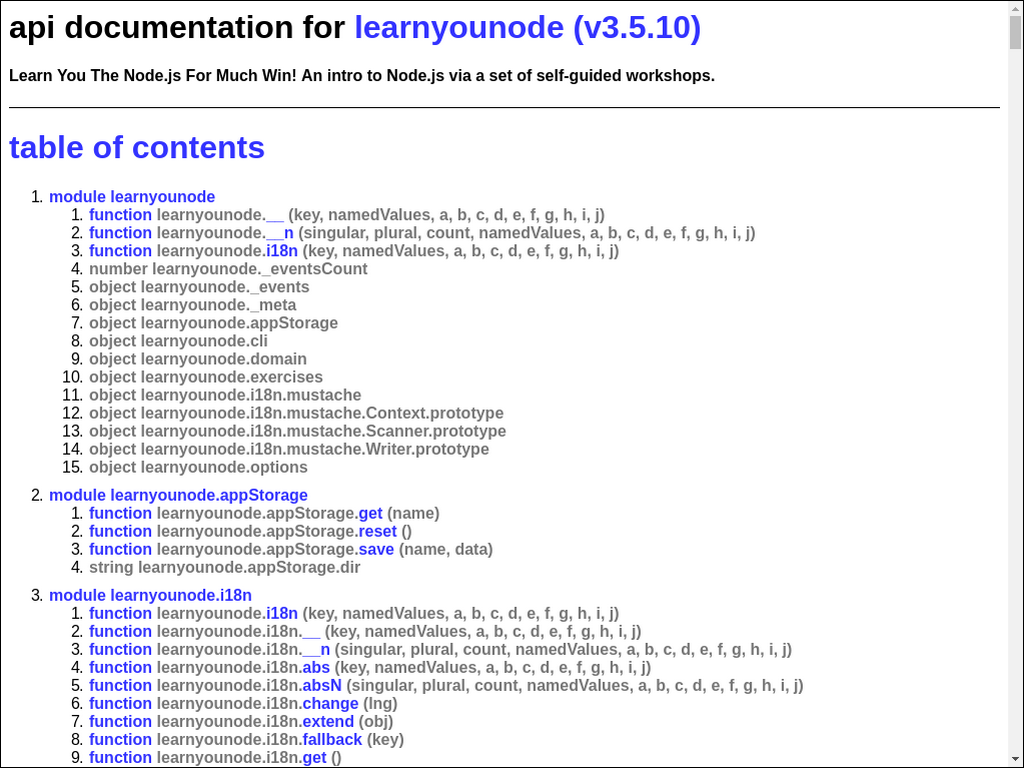 api documentation for learnyounode (v3.5.10)
Learn You The Node.js For Much Win! An intro to Node.js via a set of self-guided workshops.
table of contents
1. module learnyounode
1. function learnyounode.__ (key, namedValues, a, b, c, d, e, f, g, h, i, j)
2. function learnyounode.__n (singular, plural, count, namedValues, a, b, c, d, e, f, g, h, i, j)
3. function learnyounode.i18n (key, namedValues, a, b, c, d, e, f, g, h, i, j)
4. number learnyounode._eventsCount
5. object learnyounode._events
6. object learnyounode._meta
7. object learnyounode.appStorage
8. object learnyounode.cli
9. object learnyounode.domain
10. object learnyounode.exercises
11. object learnyounode.i18n.mustache
12. object learnyounode.i18n.mustache.Context.prototype
13. object learnyounode.i18n.mustache.Scanner.prototype
14. object learnyounode.i18n.mustache.Writer.prototype
15. object learnyounode.options
2. module learnyounode.appStorage
1. function learnyounode.appStorage.get (name)
2. function learnyounode.appStorage.reset ()
3. function learnyounode.appStorage.save (name, data)
4. string learnyounode.appStorage.dir
3. module learnyounode.i18n
1. function learnyounode.i18n (key, namedValues, a, b, c, d, e, f, g, h, i, j)
2. function learnyounode.i18n.__ (key, namedValues, a, b, c, d, e, f, g, h, i, j)
3. function learnyounode.i18n.__n (singular, plural, count, namedValues, a, b, c, d, e, f, g, h, i, j)
4. function learnyounode.i18n.abs (key, namedValues, a, b, c, d, e, f, g, h, i, j)
5. function learnyounode.i18n.absN (singular, plural, count, namedValues, a, b, c, d, e, f, g, h, i, j)
6. function learnyounode.i18n.change (lng)
7. function learnyounode.i18n.extend (obj)
8. function learnyounode.i18n.fallback (key)
9. function learnyounode.i18n.get ()